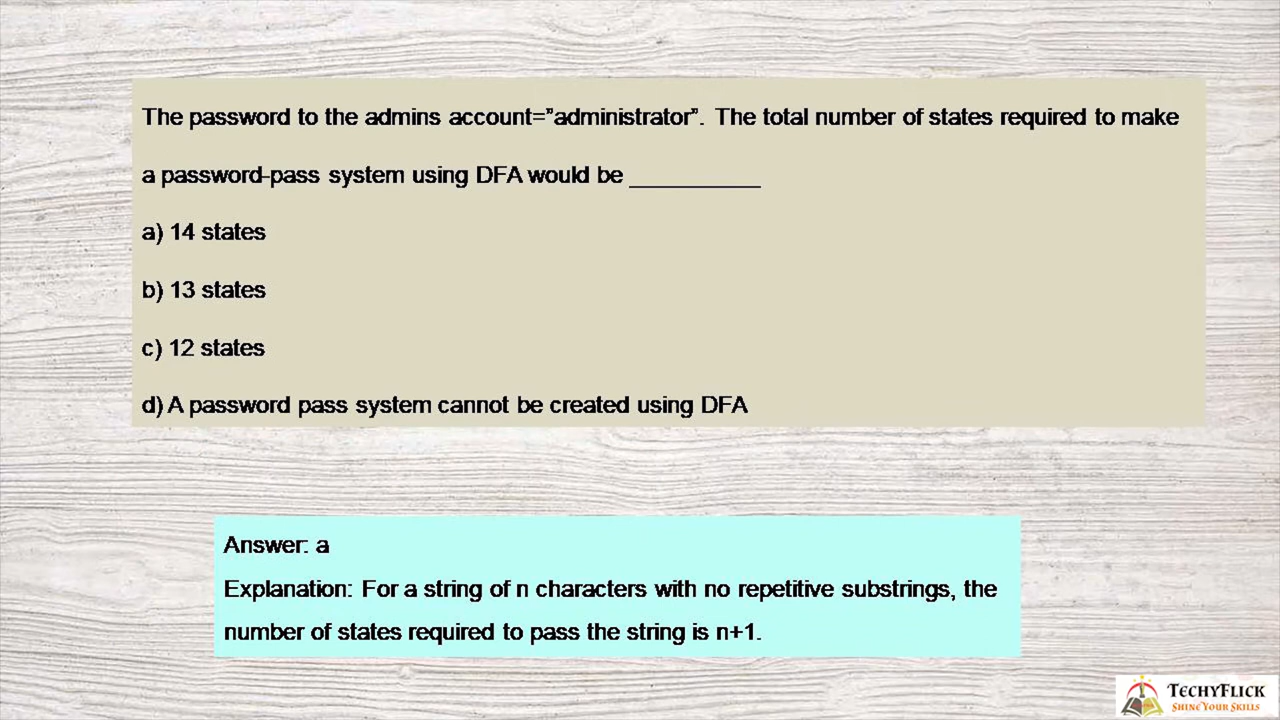 The password to the admins account=”administrator”. The total number of states required to make
a password-pass system using DFA would be __________
a) 14 states
b) 13 states
c) 12 states
d) A password pass system cannot be created using DFA
Answer: a
Explanation: For a string of n characters with no repetitive substrings, the
number of states required to pass the string is n+1.
TECHYFLICK
SHINE YOUR SKILLS